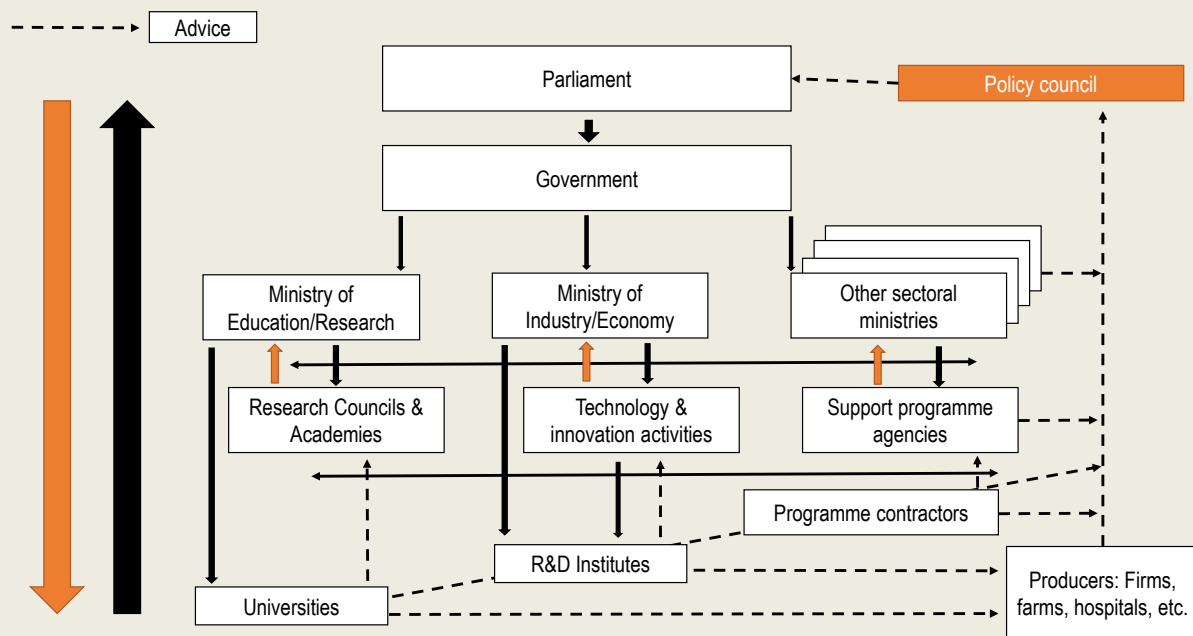 Advice
Parliament
Policy council
Government
Ministry of
Education/Research
Ministry of
Industry/Economy
Other sectoral
ministries
Research Councils &
Academies
Technology &
innovation activities
Support programme
agencies
Programme contractors
R&D Institutes
Universities
Producers: Firms,
farms, hospitals, etc.